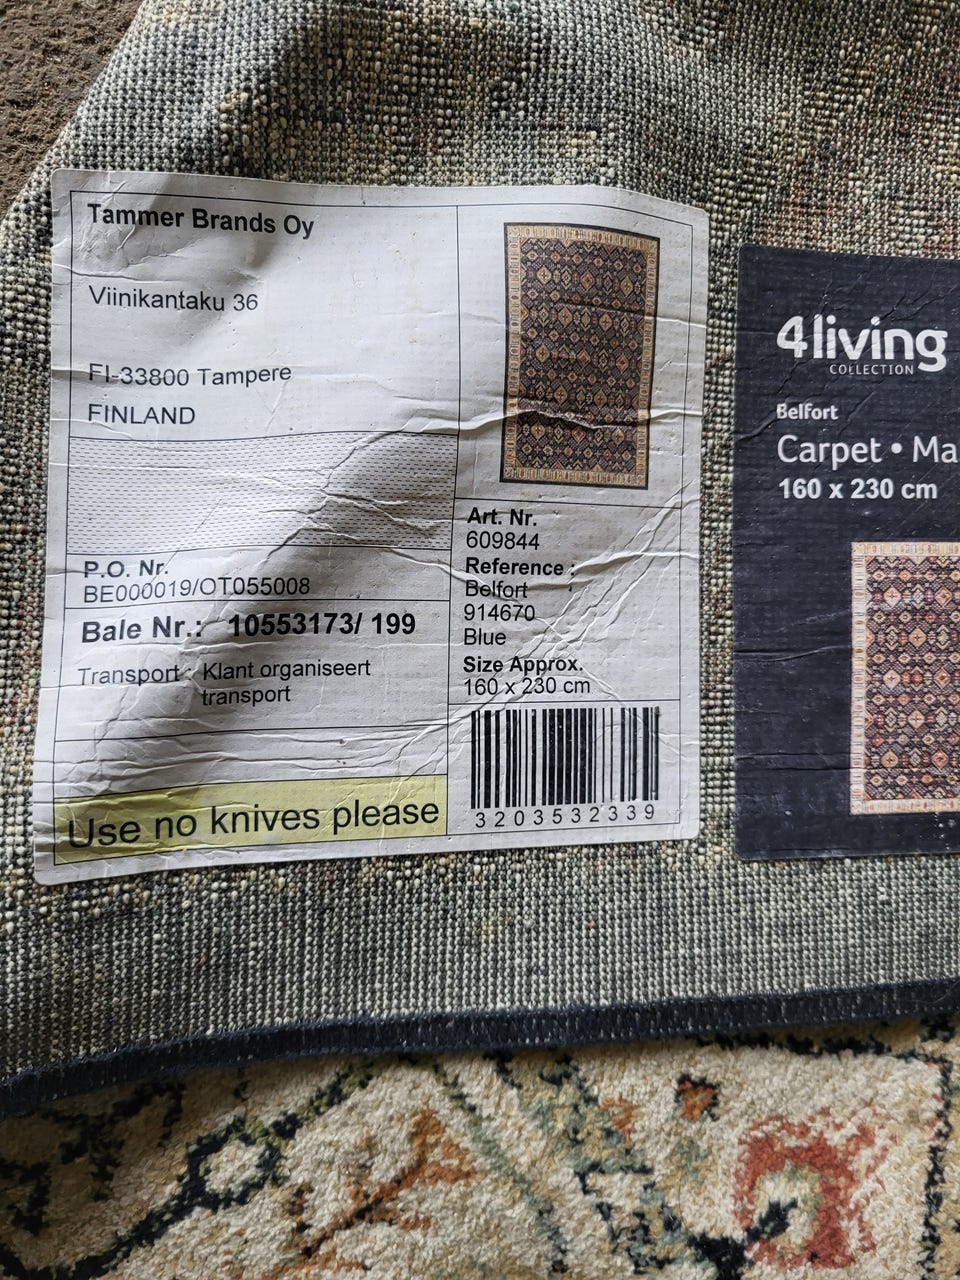 Tammer Brands Oy
Viinikantaku 36
FI-33800 Tampere
FINLAND
P.O. Nr.
BE000019/OT055008
Bale Nr.: 10553173/ 199
Transport : Klant organiseert
transport
Use no knives please
Art. Nr.
609844
Reference :
Belfort
914670
Blue
Size Approx.
160 x 230 cm
3203532339
4living
COLLECTION
Belfort
Carpet • Ma
160 x 230 cm